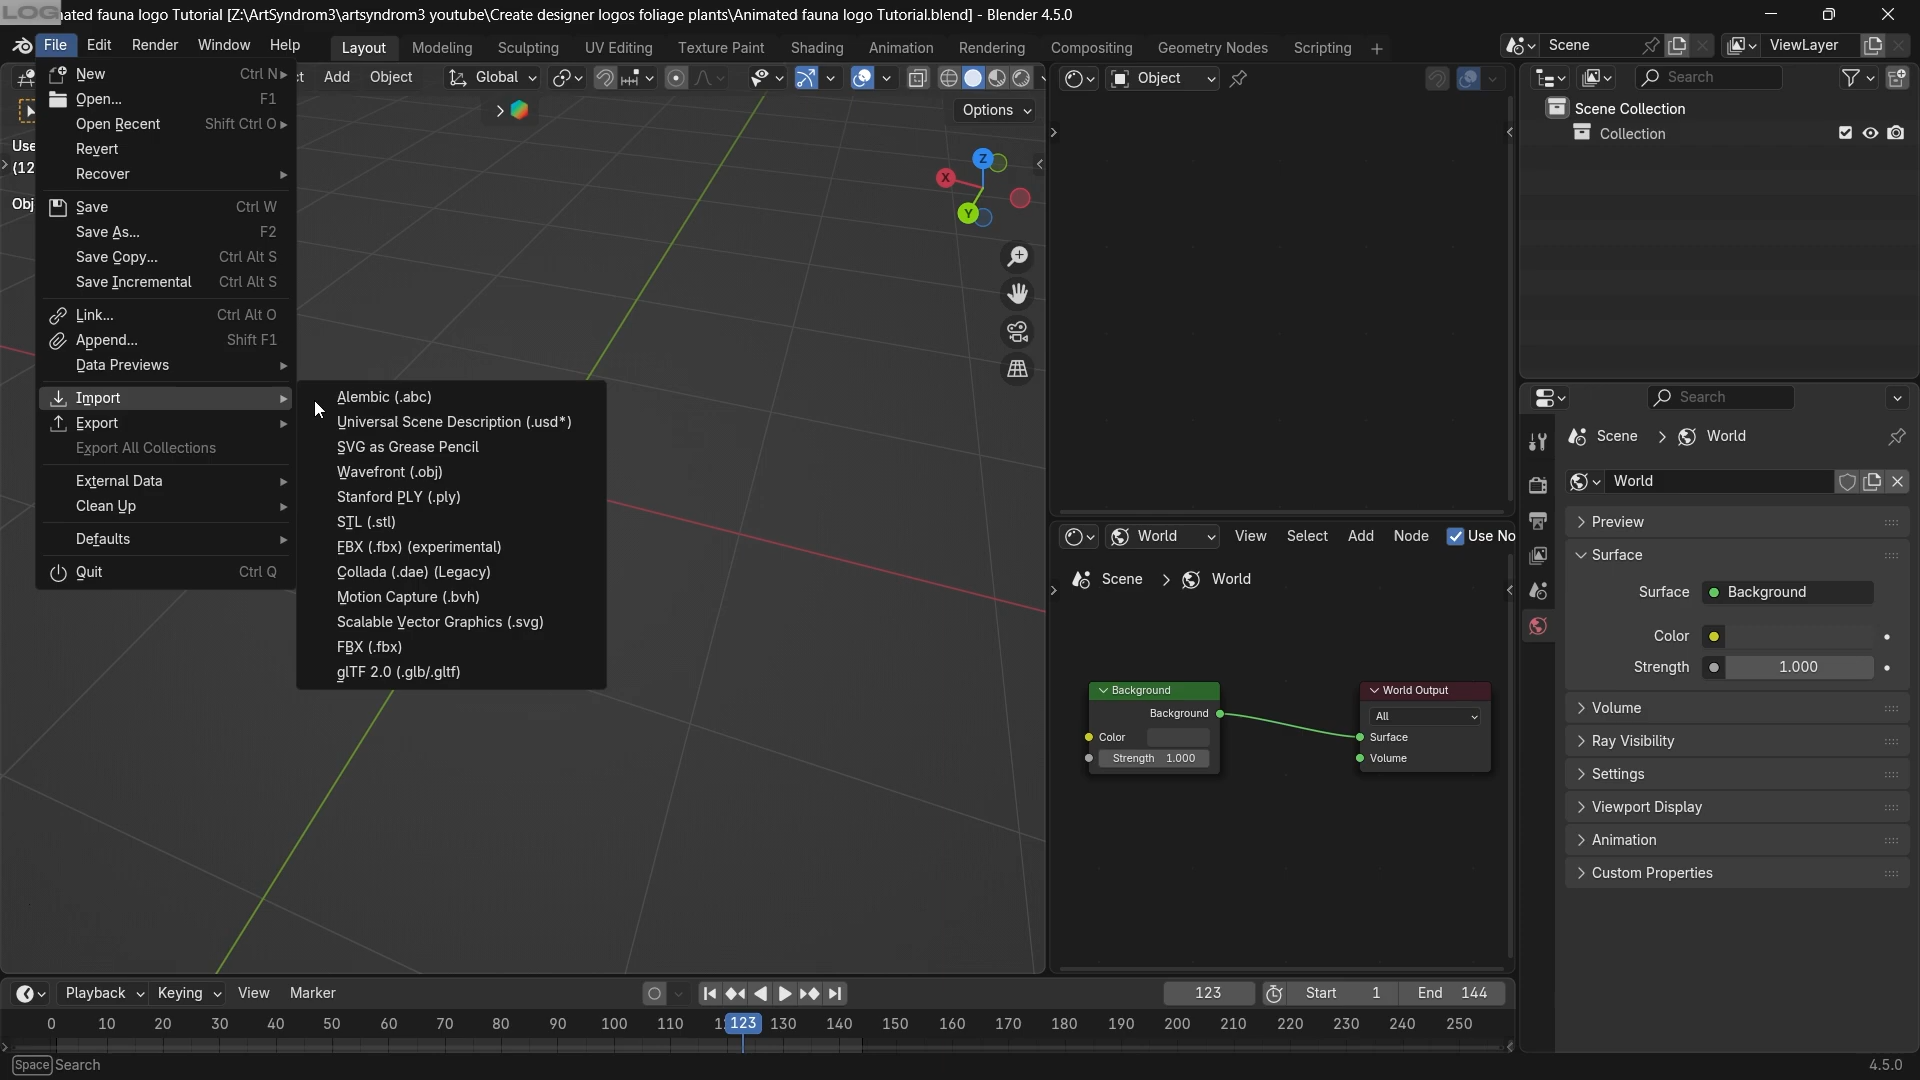 LOG
ated fauna logo Tutorial [Z:\ArtSyndrom3\artsyndrom3 youtube\Create designer logos foliage plants\Animated fauna logo Tutorial.blend] - Blender 4.5.0
File Edit Render Window Help Layout Modeling Sculpting UV Editing Texture Paint Shading Animation Rendering Compositing Geometry Nodes Scripting + Scene ViewLayer
ct Add Object Global Object Search
Options
Use
(12
Obj
New Ctrl N
Open... F1
Open Recent Shift Ctrl O
Revert
Recover
Save Ctrl W
Save As... F2
Save Copy... Ctrl Alt S
Save Incremental Ctrl Alt S
Link... Ctrl Alt O
Append... Shift F1
Data Previews
Import
Export
Export All Collections
External Data
Clean Up
Defaults
Quit Ctrl Q
Alembic (.abc)
Universal Scene Description (.usd*)
SVG as Grease Pencil
Wavefront (.obj)
Stanford PLY (.ply)
STL (.stl)
FBX (.fbx) (experimental)
Collada (.dae) (Legacy)
Motion Capture (.bvh)
Scalable Vector Graphics (.svg)
FBX (.fbx)
glTF 2.0 (.glb/.gltf)
Z
X
Y
World View Select Add Node Use No
Scene > World
Background
Background
Color
Strength 1.000
World Output
All
Surface
Volume
Scene Collection
Collection
Search
Scene > World
World
Preview
Surface
Surface Background
Color
Strength 1.000
Volume
Ray Visibility
Settings
Viewport Display
Animation
Custom Properties
Playback Keying View Marker 123 Start 1 End 144
0 10 20 30 40 50 60 70 80 90 100 110 1 123 130 140 150 160 170 180 190 200 210 220 230 240 250
Space Search 4.5.0